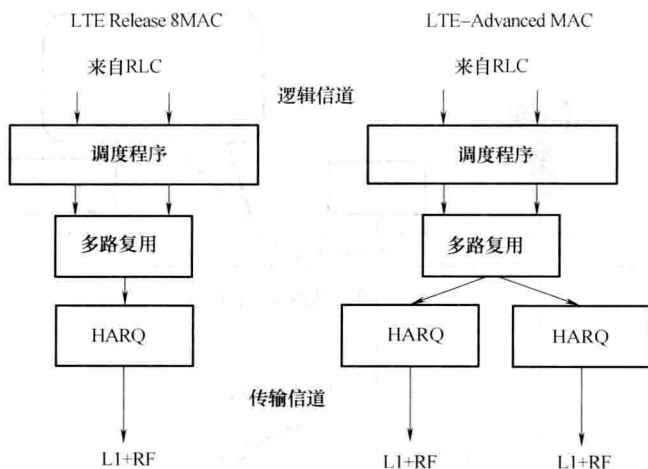 LTE Release 8MAC
LTE-Advanced MAC
来自RLC
来自RLC
逻辑信道
调度程序
调度程序
多路复用
多路复用
HARQ
HARQ
HARQ
传输信道
L1+RF
L1+RF
L1+RF